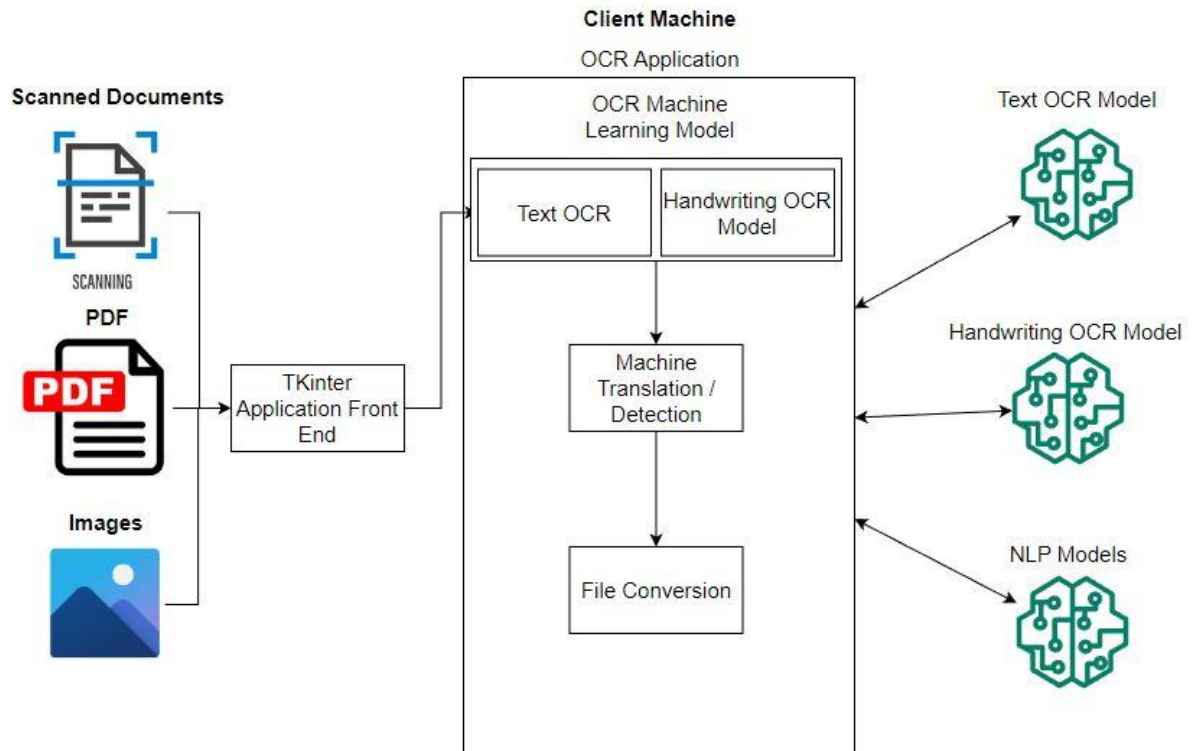 Client Machine
OCR Application
Scanned Documents
SCANNING
PDF
PDF
Images
TKinter
Application Front
End
OCR Machine
Learning Model
Text OCR
Handwriting OCR
Model
Machine
Translation /
Detection
File Conversion
Text OCR Model
Handwriting OCR Model
NLP Models